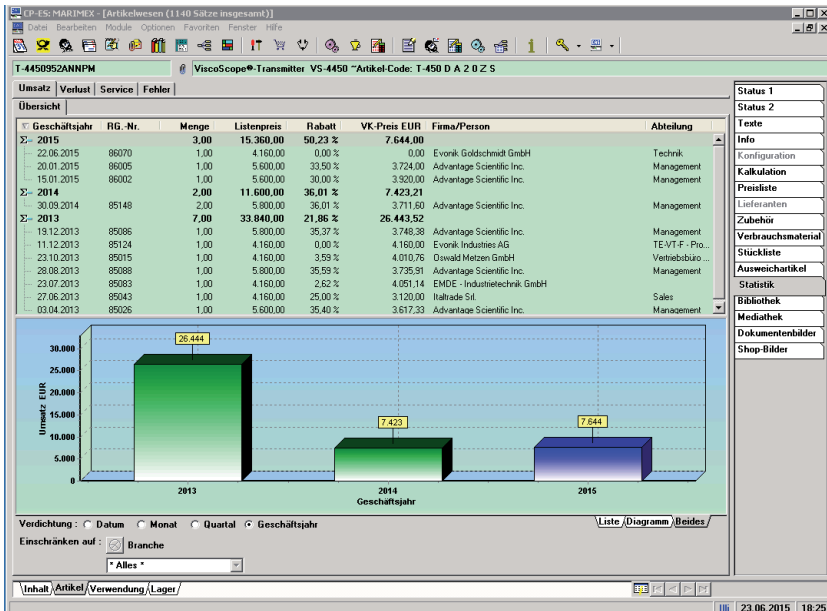 CP-ES: MARIMEX - [Artikelwesen (1140 Sätze insgesamt)]
Datei Bearbeiten Module Optionen Favoriten Fenster Hilfe
T-4450952ANNPM
ViscoScope®-Transmitter VS-4450 ~Artikel-Code: T-450 D A 2 0 Z S
Umsatz Verlust Service Fehler
Übersicht
Geschäftsjahr RG.-Nr. Menge Listenpreis Rabatt VK-Preis EUR Firma/Person Abteilung
Σ= 2015 3,00 15.360,00 50,23 % 7.644,00
22.06.2015 86070 1,00 4.160,00 0,00 % 0,00 Evonik Goldschmidt GmbH Technik
20.01.2015 86005 1,00 5.600,00 33,50 % 3.724,00 Advantage Scientific Inc. Management
15.01.2015 86002 1,00 5.600,00 30,00 % 3.920,00 Advantage Scientific Inc. Management
Σ= 2014 2,00 11.600,00 36,01 % 7.423,21
30.09.2014 85148 2,00 5.800,00 36,01 % 3.711,60 Advantage Scientific Inc. Management
Σ= 2013 7,00 33.840,00 21,86 % 26.443,52
19.12.2013 85086 1,00 5.800,00 35,37 % 3.748,38 Advantage Scientific Inc. Management
11.12.2013 85124 1,00 4.160,00 0,00 % 4.160,00 Evonik Industries AG TE-VT-F - Pro...
23.10.2013 85015 1,00 4.160,00 3,59 % 4.010,76 Oswald Metzen GmbH Vertriebsbüro ...
28.08.2013 85088 1,00 5.800,00 35,59 % 3.735,91 Advantage Scientific Inc. Management
23.07.2013 85083 1,00 4.160,00 2,62 % 4.051,14 EMDE - Industrietechnik GmbH
27.06.2013 85043 1,00 4.160,00 25,00 % 3.120,00 Italtrade Srl. Sales
03.04.2013 85026 1,00 5.600,00 35,40 % 3.617,33 Advantage Scientific Inc. Management
Status 1
Status 2
Texte
Info
Konfiguration
Kalkulation
Preisliste
Lieferanten
Zubehör
Verbrauchsmaterial
Stückliste
Ausweichartikel
Statistik
Bibliothek
Mediathek
Dokumentenbilder
Shop-Bilder
Umsatz EUR
30.000
25.000
20.000
15.000
10.000
5.000
0
26.444
7.423
7.644
2013 2014 2015
Geschäftsjahr
Verdichtung : Datum Monat Quartal Geschäftsjahr
Liste Diagramm Beides
Einschränken auf : Branche
* Alles *
Inhalt Artikel Verwendung Lager
Ulli 23.06.2015 18:25